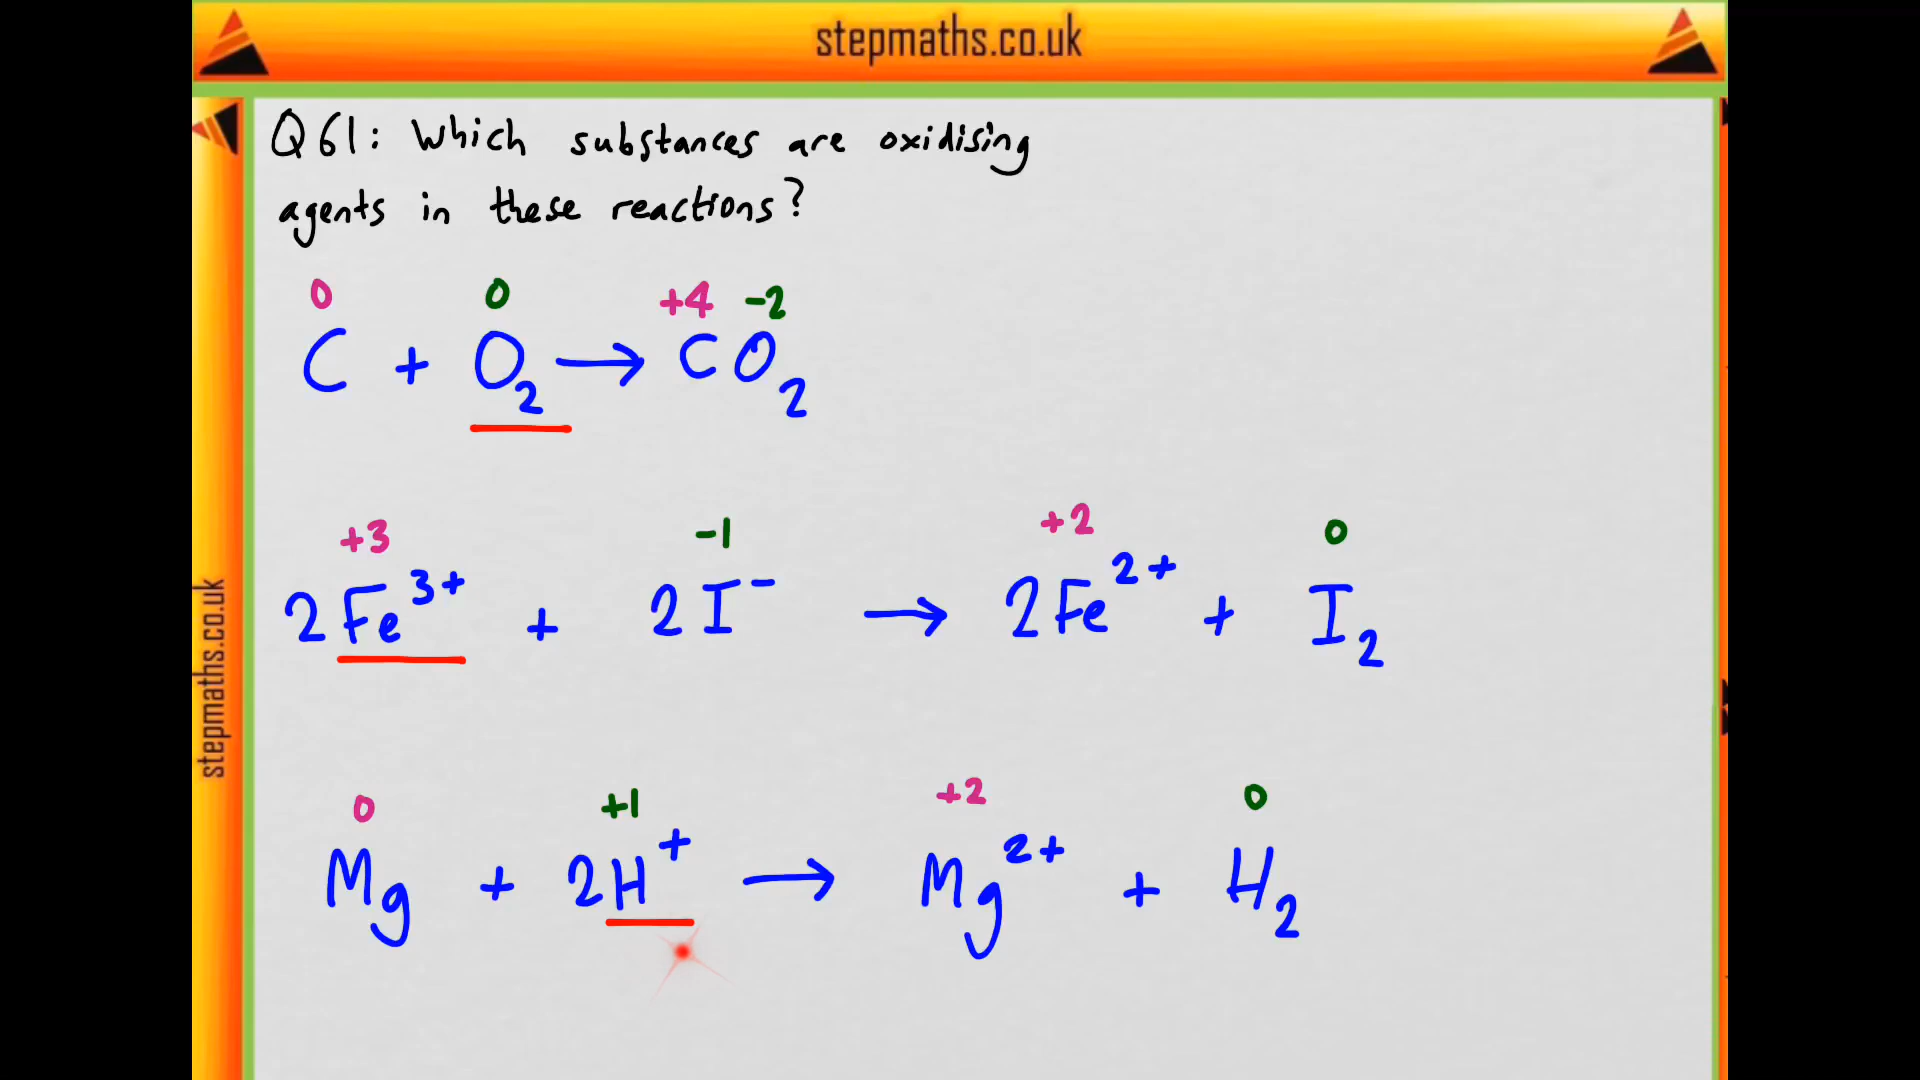 stepmaths.co.uk
Q61: Which substances are oxidising
agents in these reactions?
0 0 +4 -2
C + O₂ → CO₂
+3 -1 +2 0
2Fe³⁺ + 2I⁻ → 2Fe²⁺ + I₂
0 +1 +2 0
Mg + 2H⁺ → Mg²⁺ + H₂
stepmaths.co.uk